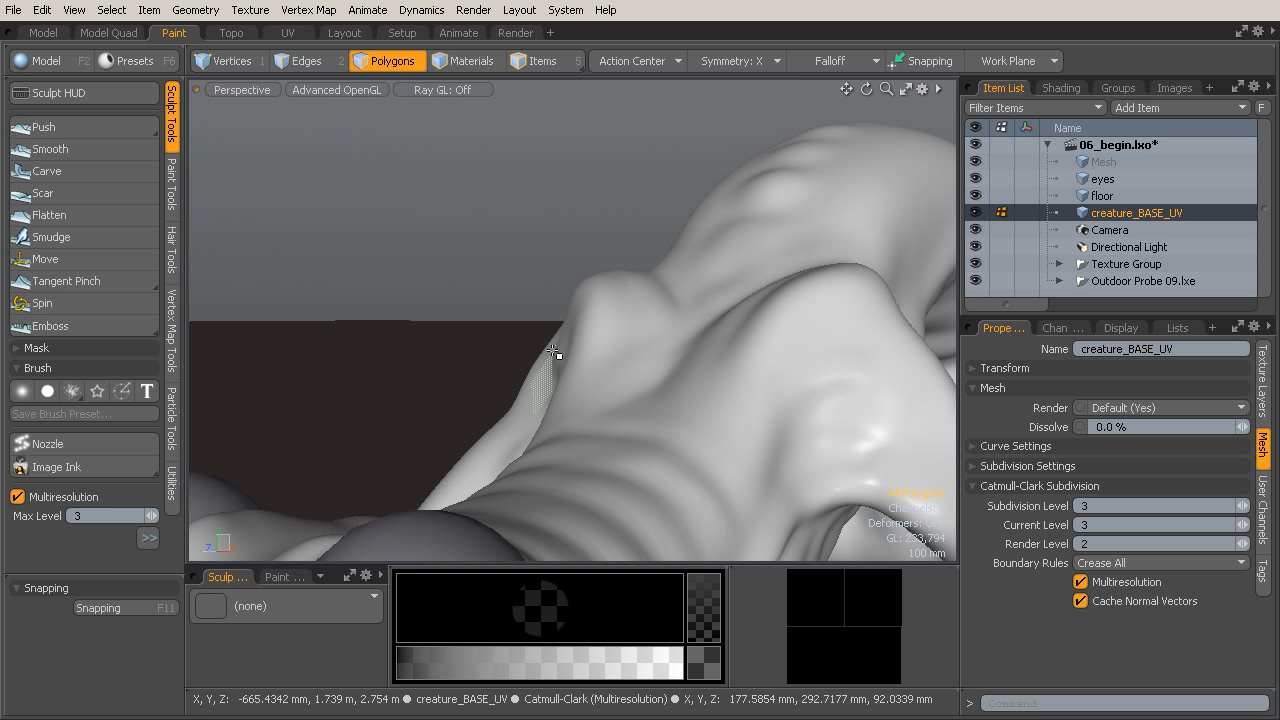 File Edit View Select Item Geometry Texture Vertex Map Animate Dynamics Render Layout System Help
Model Model Quad Paint Topo UV Layout Setup Animate Render +
Model F2 Presets F6 Vertices 1 Edges 2 Polygons Materials Items 5 Action Center Symmetry: X Falloff Snapping Work Plane
Sculpt HUD
Push
Smooth
Carve
Scar
Flatten
Smudge
Move
Tangent Pinch
Spin
Emboss
Mask
Brush
T
Save Brush Preset...
Nozzle
Image Ink
Multiresolution
Max Level 3
>>
Snapping
Snapping F11
Sculpt Tools
Paint Tools
Hair Tools
Vertex Map Tools
Particle Tools
Utilities
Perspective Advanced OpenGL Ray GL: Off
Deformers:
GL: 233,794
100 mm
Sculp ... Paint ...
(none)
X, Y, Z: -665.4342 mm, 1.739 m, 2.754 m creature_BASE_UV Catmull-Clark (Multiresolution) X, Y, Z: 177.5854 mm, 292.7177 mm, 92.0339 mm
Item List Shading Groups Images +
Filter Items Add Item F
Name
06_begin.lxo*
Mesh
eyes
floor
creature_BASE_UV
Camera
Directional Light
Texture Group
Outdoor Probe 09.lxe
Prope ... Chan ... Display Lists +
Name creature_BASE_UV
Transform
Mesh
Render Default (Yes)
Dissolve 0.0 %
Curve Settings
Subdivision Settings
Catmull-Clark Subdivision
Subdivision Level 3
Current Level 3
Render Level 2
Boundary Rules Crease All
Multiresolution
Cache Normal Vectors
Texture Layers
Mesh
User Channels
Tags
> Command